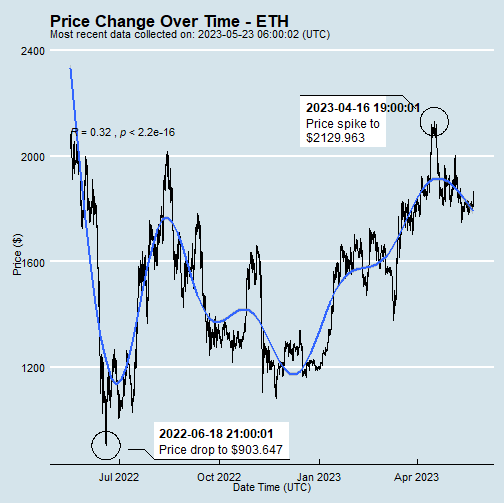 Price Change Over Time - ETH
Most recent data collected on: 2023-05-23 06:00:02 (UTC)
2400
2000
1600
1200
Price ($)
= 0.32 , p < 2.2e-16
2023-04-16 19:00:01
Price spike to
$2129.963
2022-06-18 21:00:01
Price drop to $903.647
Jul 2022
Oct 2022
Jan 2023
Apr 2023
Date Time (UTC)